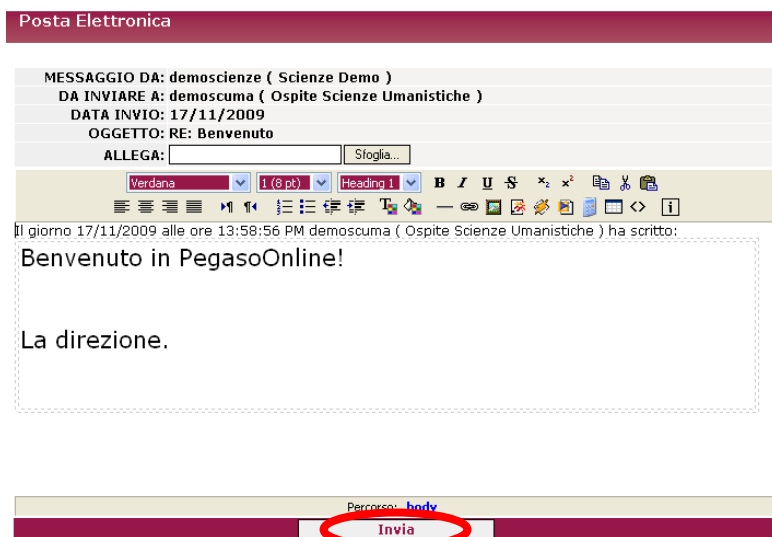 Posta Elettronica
MESSAGGIO DA: demoscienze ( Scienze Demo )
DA INVIARE A: demoscuma ( Ospite Scienze Umanistiche )
DATA INVIO: 17/11/2009
OGGETTO: RE: Benvenuto
ALLEGA: Sfoglia...
Verdana 1 (8 pt) Heading 1 B I U S x₂ x²
Il giorno 17/11/2009 alle ore 13:58:56 PM demoscuma ( Ospite Scienze Umanistiche ) ha scritto:
Benvenuto in PegasoOnline!
La direzione.
Percorso: body
Invia